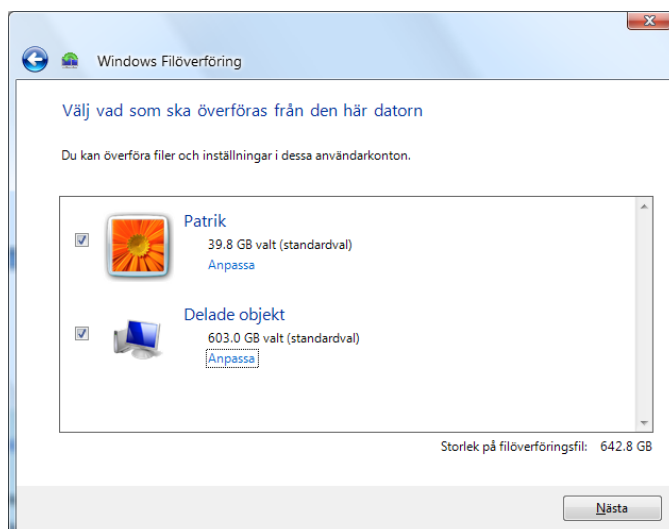 Windows Filöverföring
Välj vad som ska överföras från den här datorn
Du kan överföra filer och inställningar i dessa användarkonton.
Patrik
39.8 GB valt (standardval)
Anpassa
Delade objekt
603.0 GB valt (standardval)
Anpassa
Storlek på filöverföringsfil: 642.8 GB
Nästa